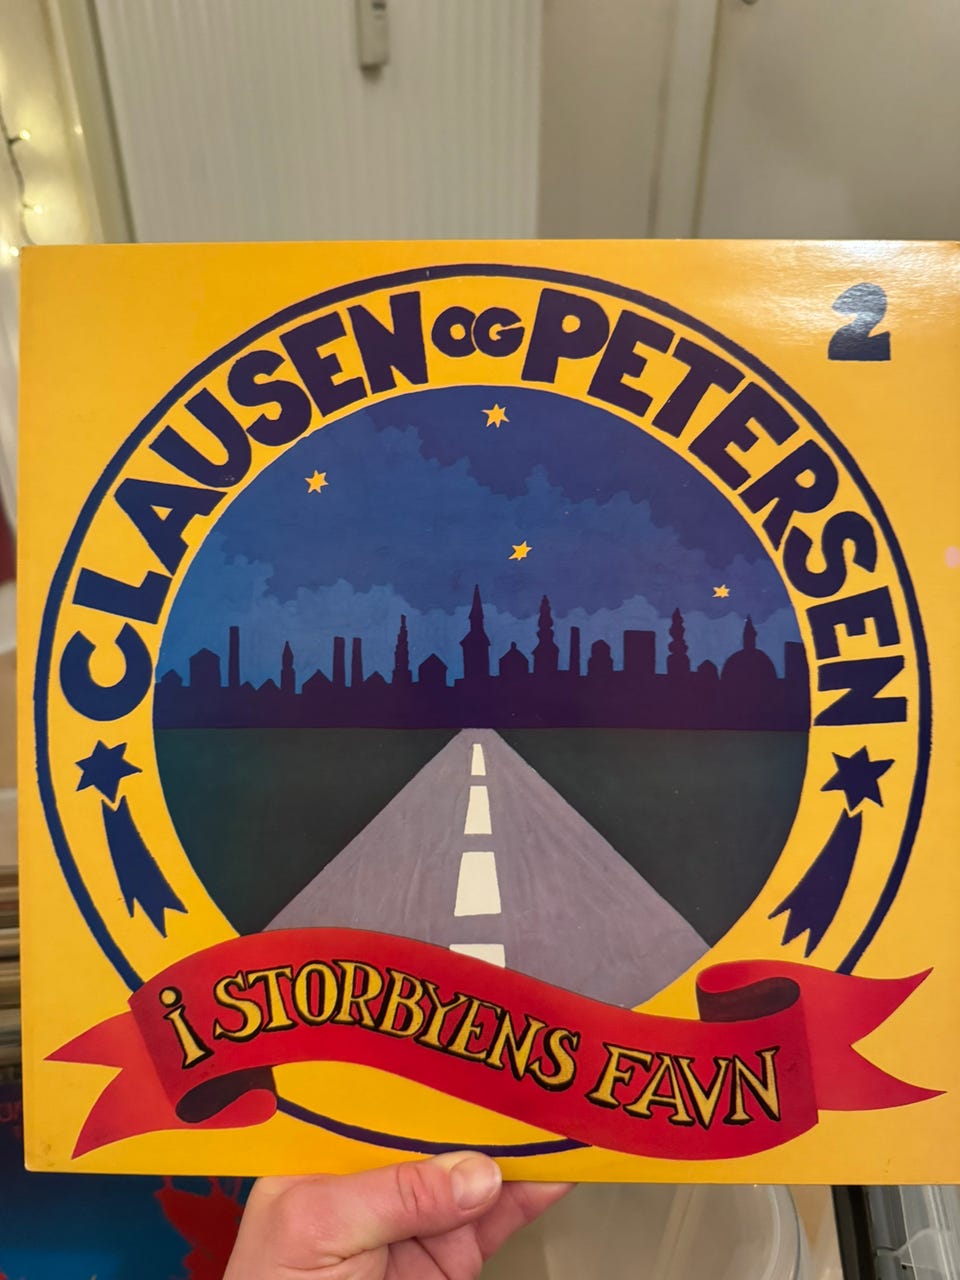 CLAUSEN OG PETERSEN
2
i STORBYENS FAVN